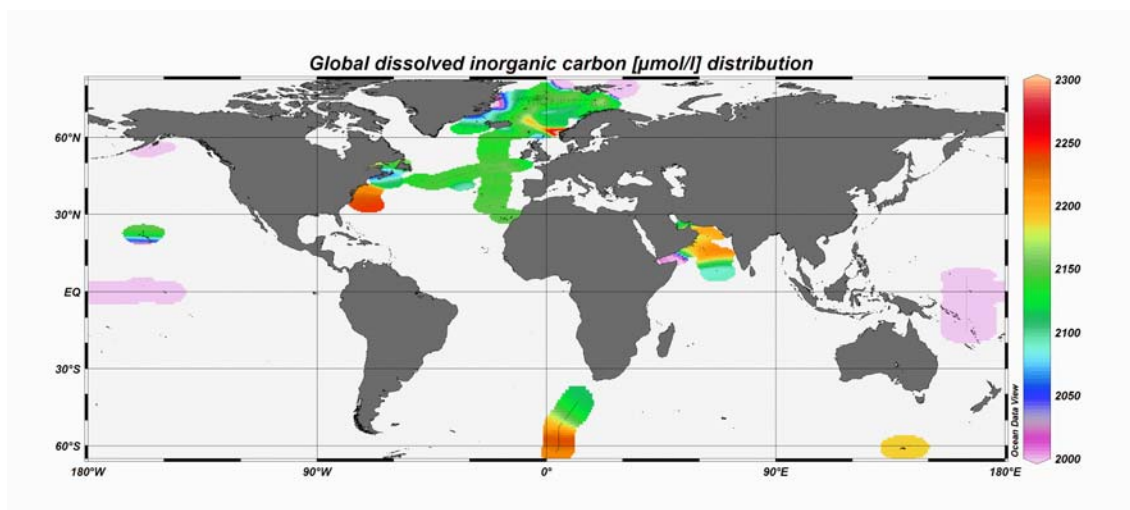 Global dissolved inorganic carbon [µmol/l] distribution
2300
60°N
2250
30°N
2200
EQ
2150
2100
30°S
2050
60°S
Ocean Data View
2000
180°W
90°W
0°
90°E
180°E